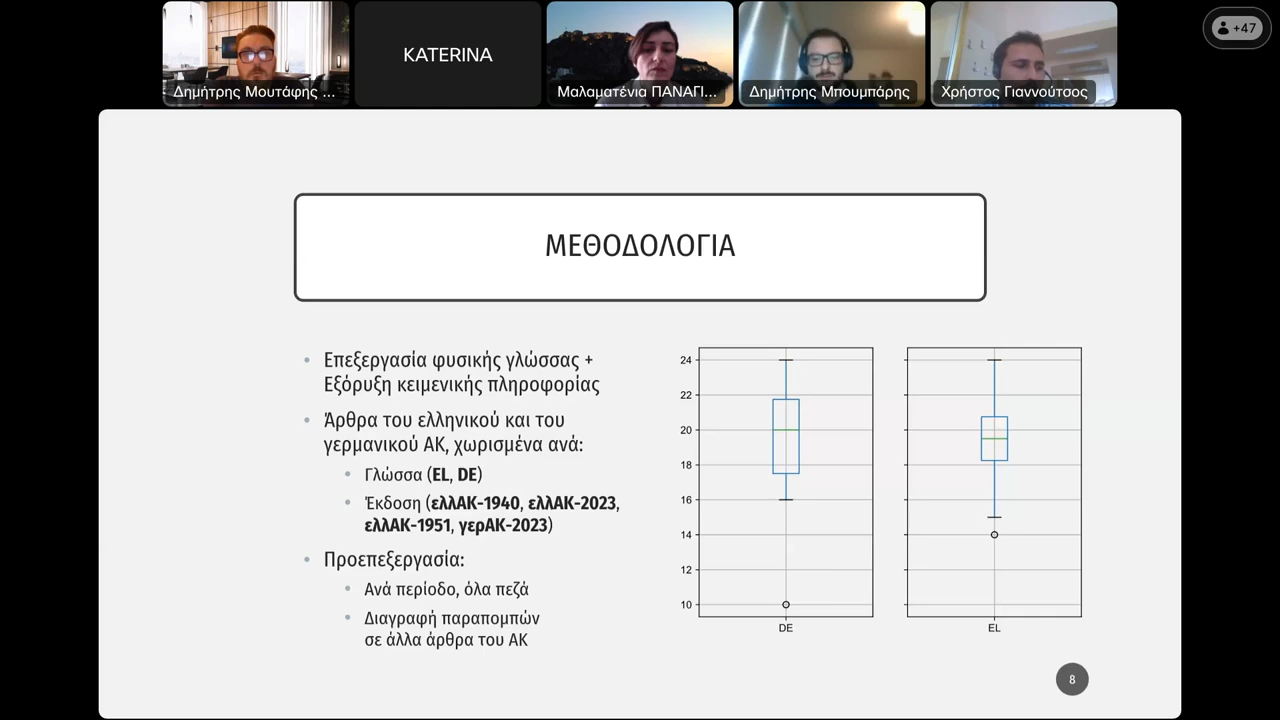 Δημήτρης Μουτάφης ...
KATERINA
Μαλαματένια ΠΑΝΑΓΙ...
Δημήτρης Μπουμπάρης
Χρήστος Γιαννούτσος
+47
ΜΕΘΟΔΟΛΟΓΙΑ
• Επεξεργασία φυσικής γλώσσας +
Εξόρυξη κειμενικής πληροφορίας
• Άρθρα του ελληνικού και του
γερμανικού ΑΚ, χωρισμένα ανά:
• Γλώσσα (EL, DE)
• Έκδοση (ελλΑΚ-1940, ελλΑΚ-2023,
ελλΑΚ-1951, γερΑΚ-2023)
• Προεπεξεργασία:
• Ανά περίοδο, όλα πεζά
• Διαγραφή παραπομπών
σε άλλα άρθρα του ΑΚ
24
22
20
18
16
14
12
10
DE
EL
8